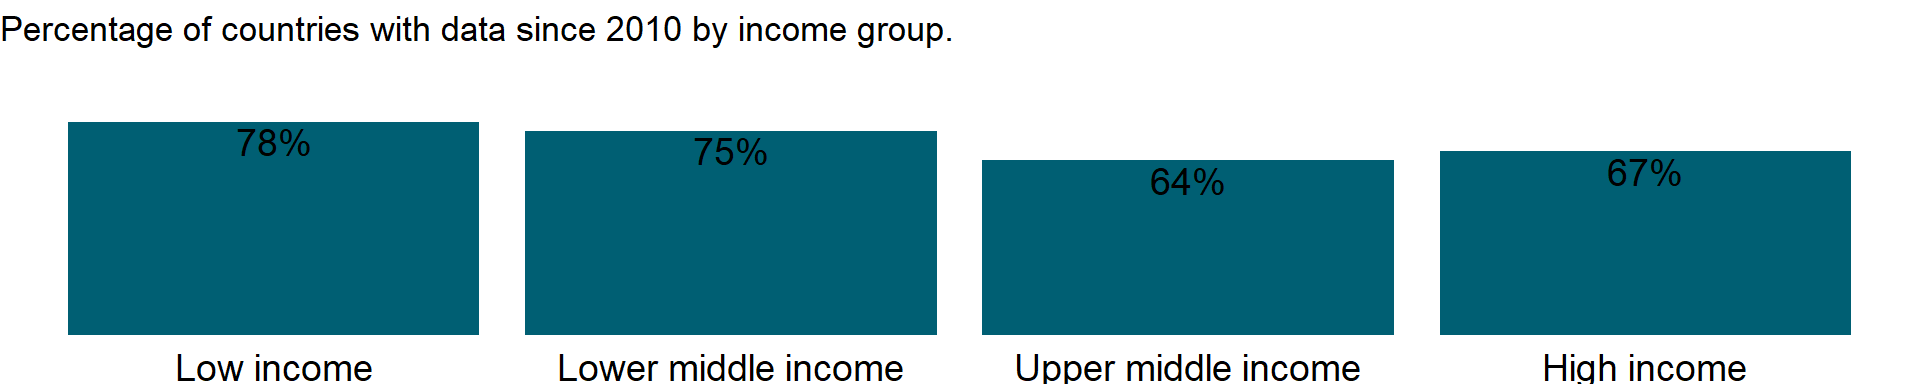 Percentage of countries with data since 2010 by income group.
78%
75%
64%
67%
Low income
Lower middle income
Upper middle income
High income